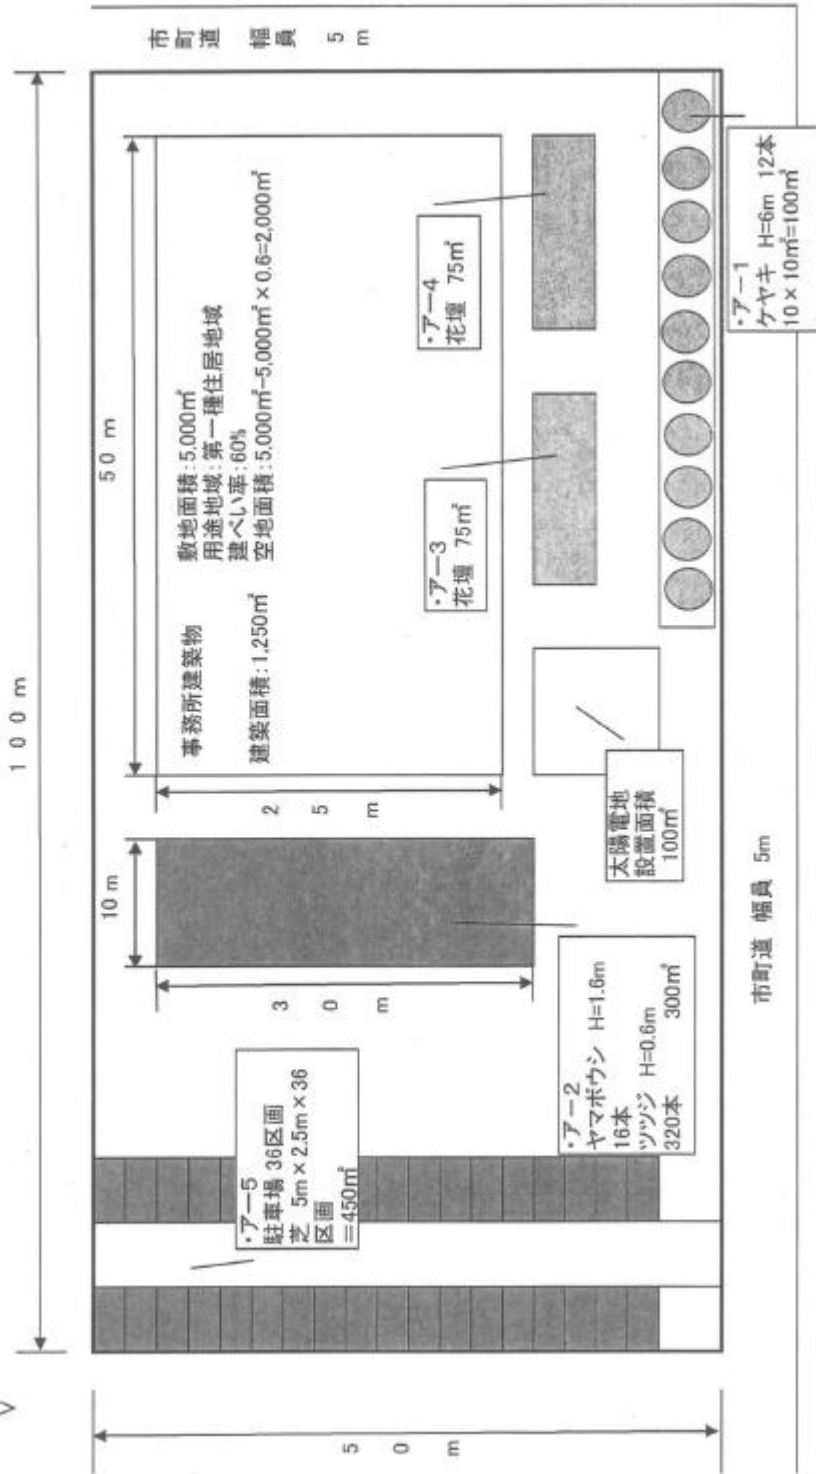 100m
市町道 幅員 5m
50m
事務所建築物
建築面積:1,250㎡
敷地面積:5,000㎡
用途地域:第一種住居地域
建ぺい率:60%
空地面積:5,000㎡-5,000㎡×0.6=2,000㎡
25m
10m
30m
50m
・ア－5
駐車場 36区画
芝 5m×2.5m×36
区画
=450㎡
・ア－2
ヤマボウシ H=1.6m
16本
ツツジ H=0.6m
320本 300㎡
太陽電地
設置面積
100㎡
・ア－3
花壇 75㎡
・ア－4
花壇 75㎡
・ア－1
ケヤキ H=6m 12本
10×10㎡=100㎡
市町道 幅員 5m